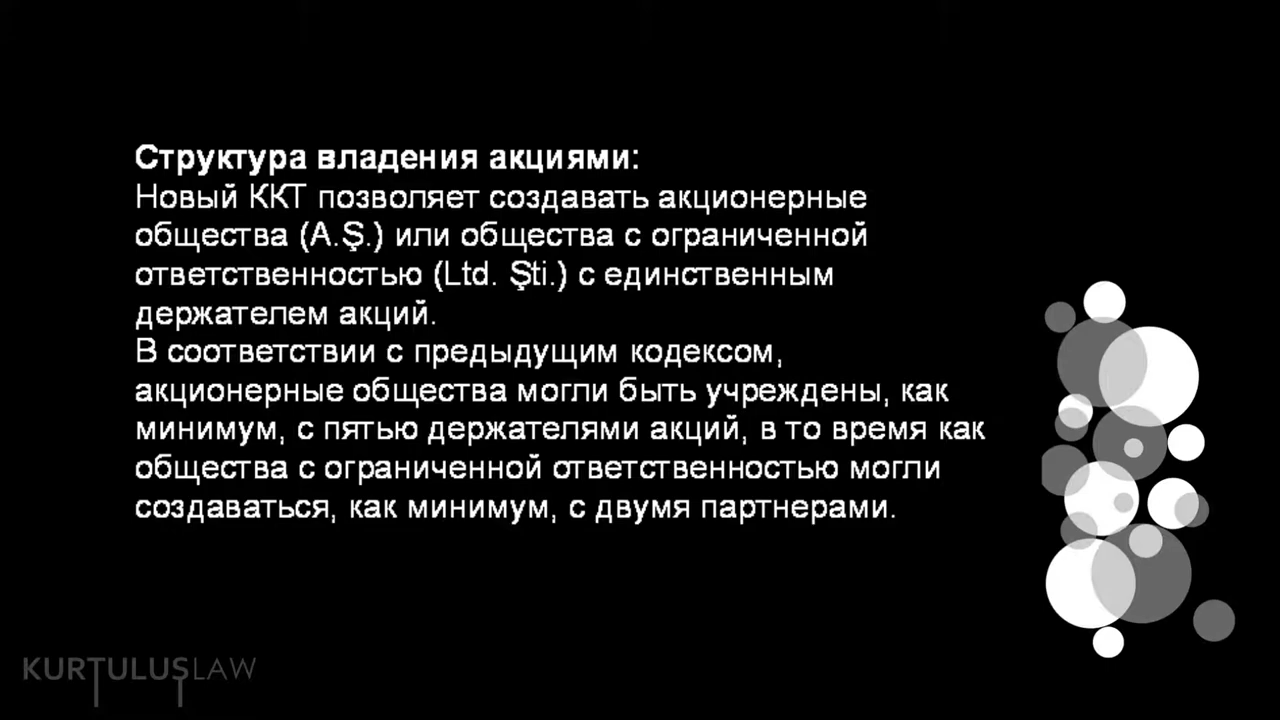 Структура владения акциями:
Новый ККТ позволяет создавать акционерные
общества (A.Ş.) или общества с ограниченной
ответственностью (Ltd. Şti.) с единственным
держателем акций.
В соответствии с предыдущим кодексом,
акционерные общества могли быть учреждены, как
минимум, с пятью держателями акций, в то время как
общества с ограниченной ответственностью могли
создаваться, как минимум, с двумя партнерами.
KURTULUSLAW